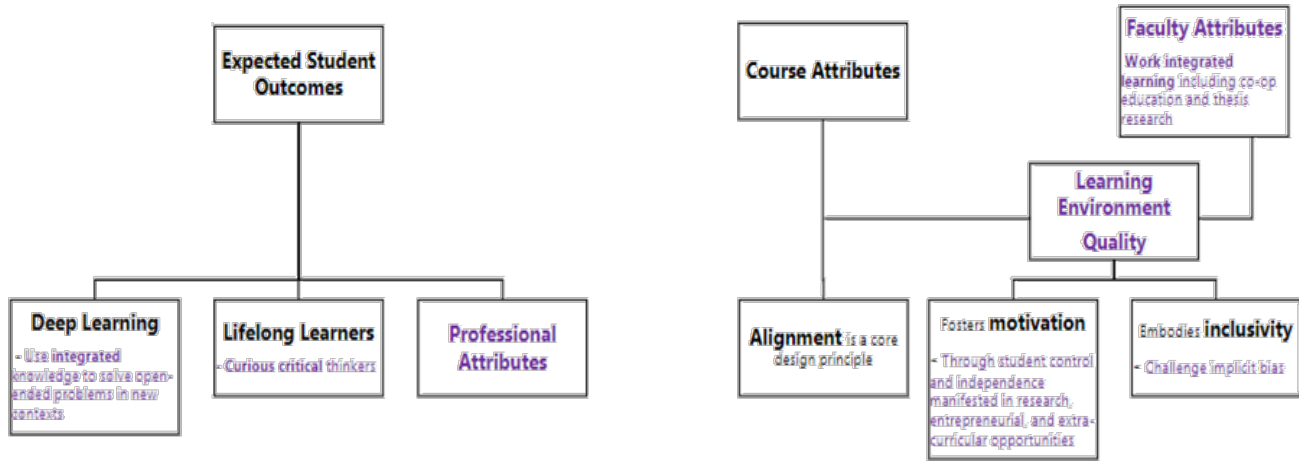 Expected Student
Outcomes
Deep Learning
- Use integrated
knowledge to solve open-
ended problems in new
contexts
Lifelong Learners
- Curious critical thinkers
Professional
Attributes
Course Attributes
Faculty Attributes
Work integrated
learning including co-op
education and thesis
research
Learning
Environment
Quality
Alignment is a core
design principle
Fosters motivation
- Through student control
and independence
manifested in research,
entrepreneurial, and extra-
curricular opportunities
Embodies inclusivity
- Challenge implicit bias